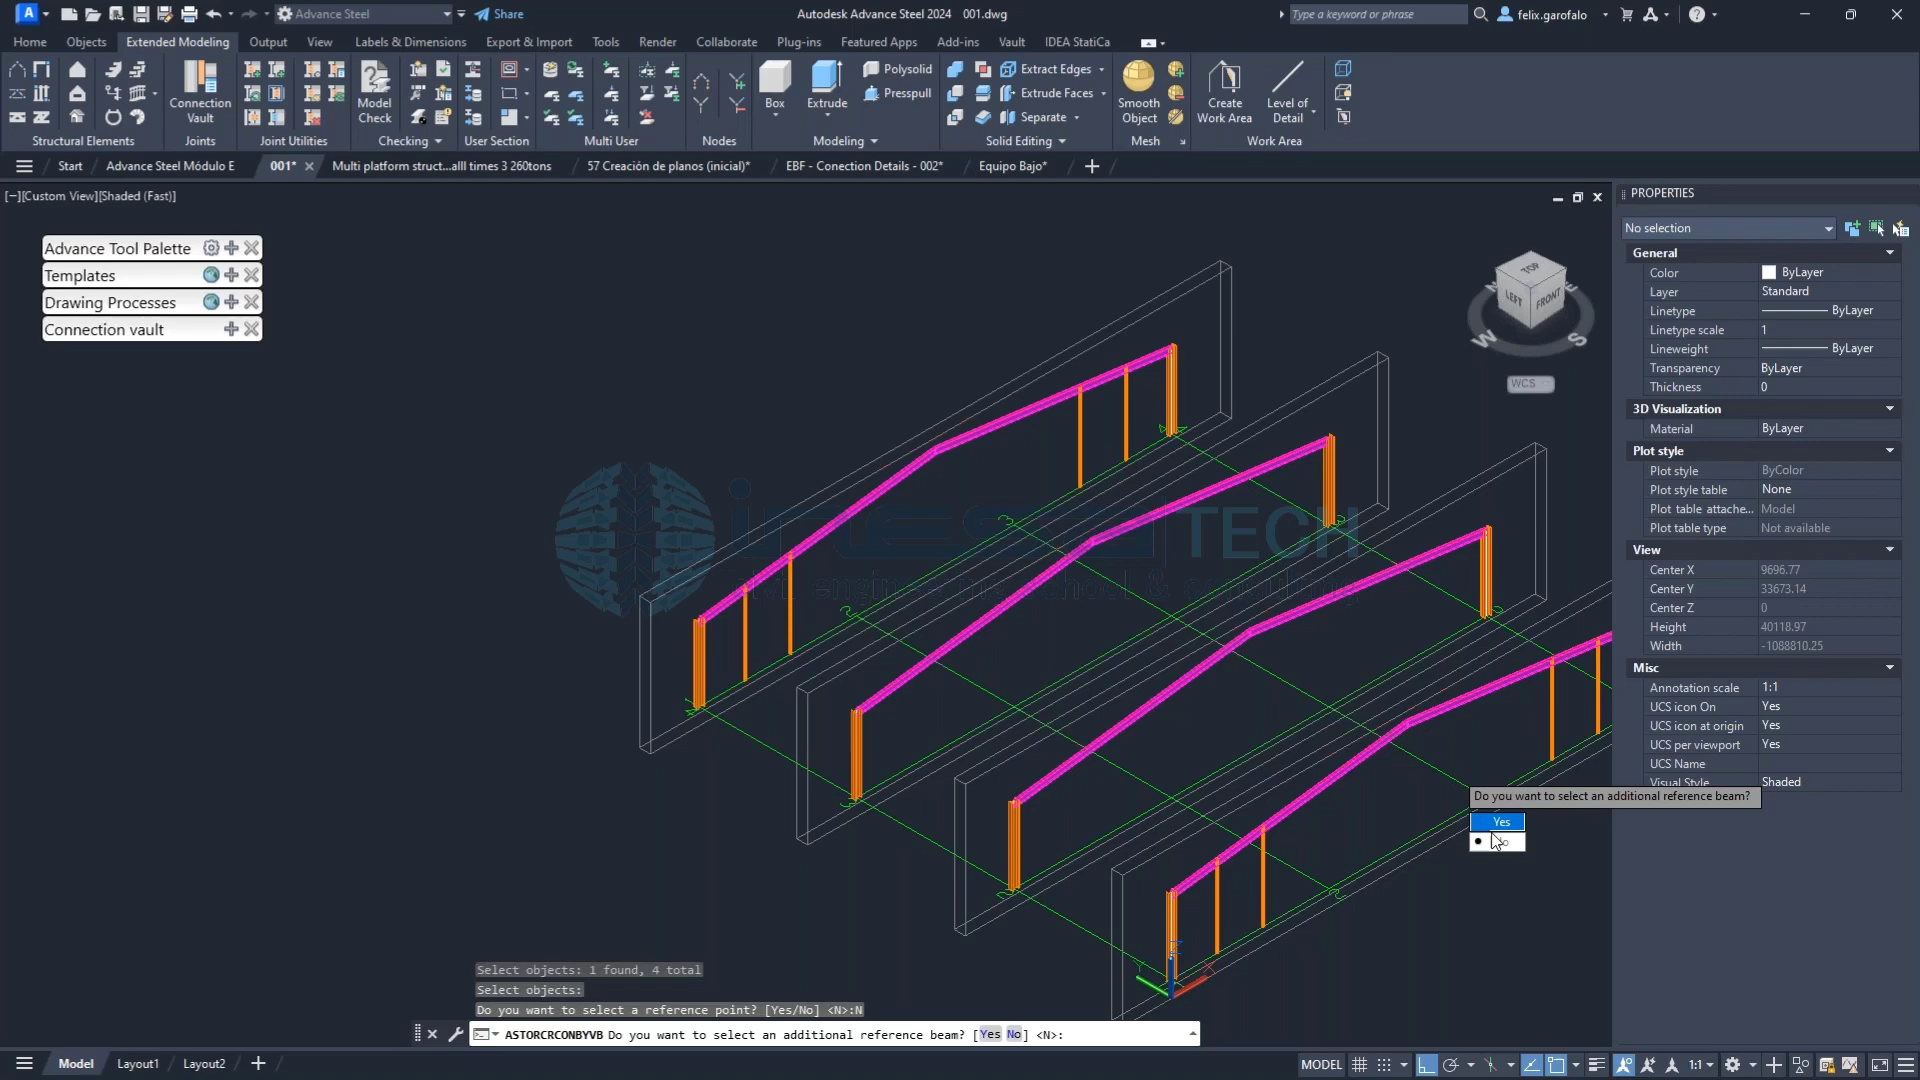 Advance Steel
Share
Autodesk Advance Steel 2024 001.dwg
Type a keyword or phrase
felix.garofalo
Home Objects Extended Modeling Output View Labels & Dimensions Export & Import Tools Render Collaborate Plug-ins Featured Apps Add-ins Vault IDEA StatiCa
Connection Vault
Model Check
Box Extrude Polysolid Presspull
Extract Edges
Extrude Faces
Separate
Smooth Object
Create Work Area
Level of Detail
Structural Elements Joints Joint Utilities Checking User Section Multi User Nodes Modeling Solid Editing Mesh Work Area
Start Advance Steel Módulo E 001* Multi platform struct...alll times 3 260tons 57 Creación de planos (inicial)* EBF - Conection Details - 002* Equipo Bajo*
[−][Custom View][Shaded (Fast)]
Advance Tool Palette
Templates
Drawing Processes
Connection vault
TOP
LEFT FRONT
W S
WCS
TECH
PROPERTIES
No selection
General
Color ByLayer
Layer Standard
Linetype ByLayer
Linetype scale 1
Lineweight ByLayer
Transparency ByLayer
Thickness 0
3D Visualization
Material ByLayer
Plot style
Plot style ByColor
Plot style table None
Plot table attache... Model
Plot table type Not available
View
Center X 9696.77
Center Y 33673.14
Center Z 0
Height 40118.97
Width -1088810.25
Misc
Annotation scale 1:1
UCS icon On Yes
UCS icon at origin Yes
UCS per viewport Yes
UCS Name
Visual Style Shaded
Do you want to select an additional reference beam?
Yes
Select objects: 1 found, 4 total
Select objects:
Do you want to select a reference point? [Yes/No] <N>:N
ASTORCRCONBYVB Do you want to select an additional reference beam? [Yes No] <N>:
Model Layout1 Layout2
MODEL 1:1